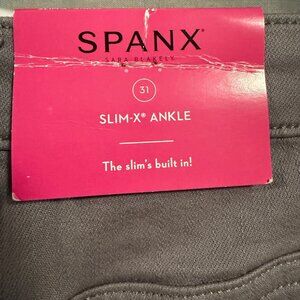 SPANX®
SARA BLAKELY
31
SLIM-X® ANKLE
The slim's built in!